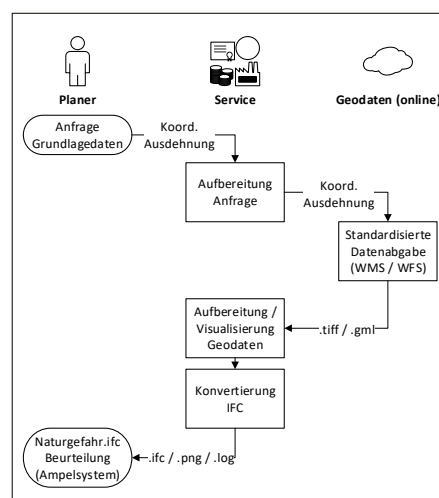 Planer
Service
Geodaten (online)
Anfrage
Grundlagedaten
Koord.
Ausdehnung
Aufbereitung
Anfrage
Koord.
Ausdehnung
Standardisierte
Datenabgabe
(WMS / WFS)
Aufbereitung /
Visualisierung
Geodaten
.tiff / .gml
Konvertierung
IFC
Naturgefahr.ifc
Beurteilung
(Ampelsystem)
.ifc / .png / .log